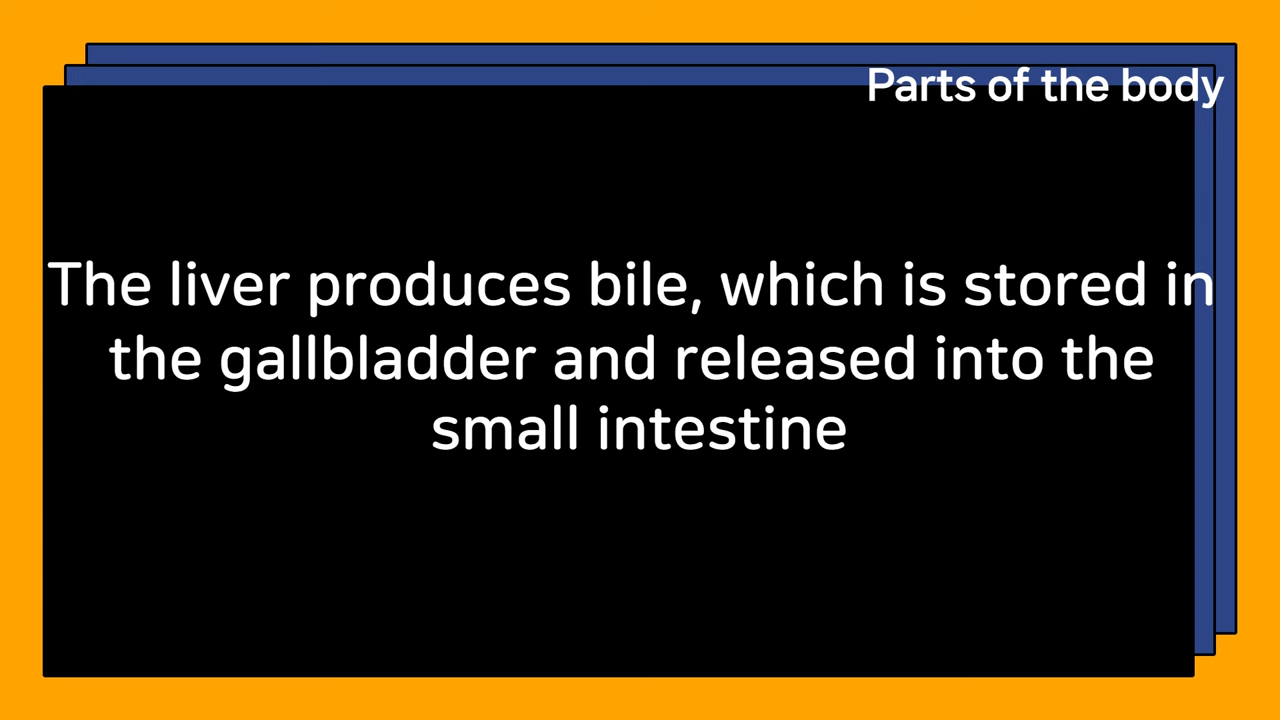 Parts of the body
The liver produces bile, which is stored in
the gallbladder and released into the
small intestine